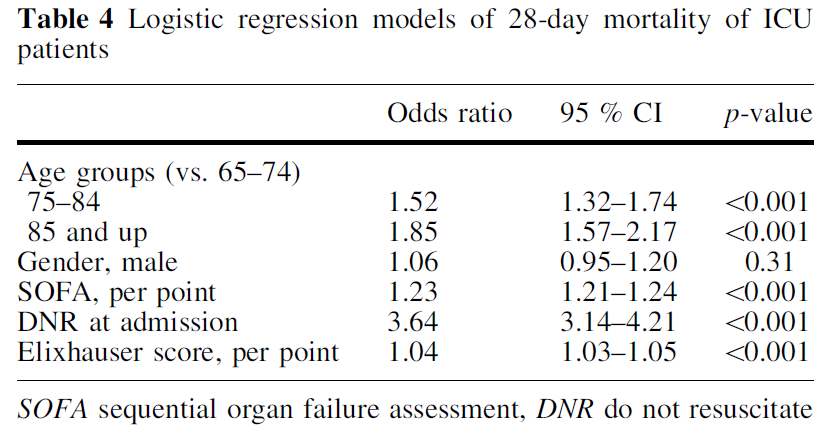 Table 4 Logistic regression models of 28-day mortality of ICU
patients
Odds ratio 95 % CI p-value
Age groups (vs. 65–74)
75–84 1.52 1.32–1.74 <0.001
85 and up 1.85 1.57–2.17 <0.001
Gender, male 1.06 0.95–1.20 0.31
SOFA, per point 1.23 1.21–1.24 <0.001
DNR at admission 3.64 3.14–4.21 <0.001
Elixhauser score, per point 1.04 1.03–1.05 <0.001
SOFA sequential organ failure assessment, DNR do not resuscitate